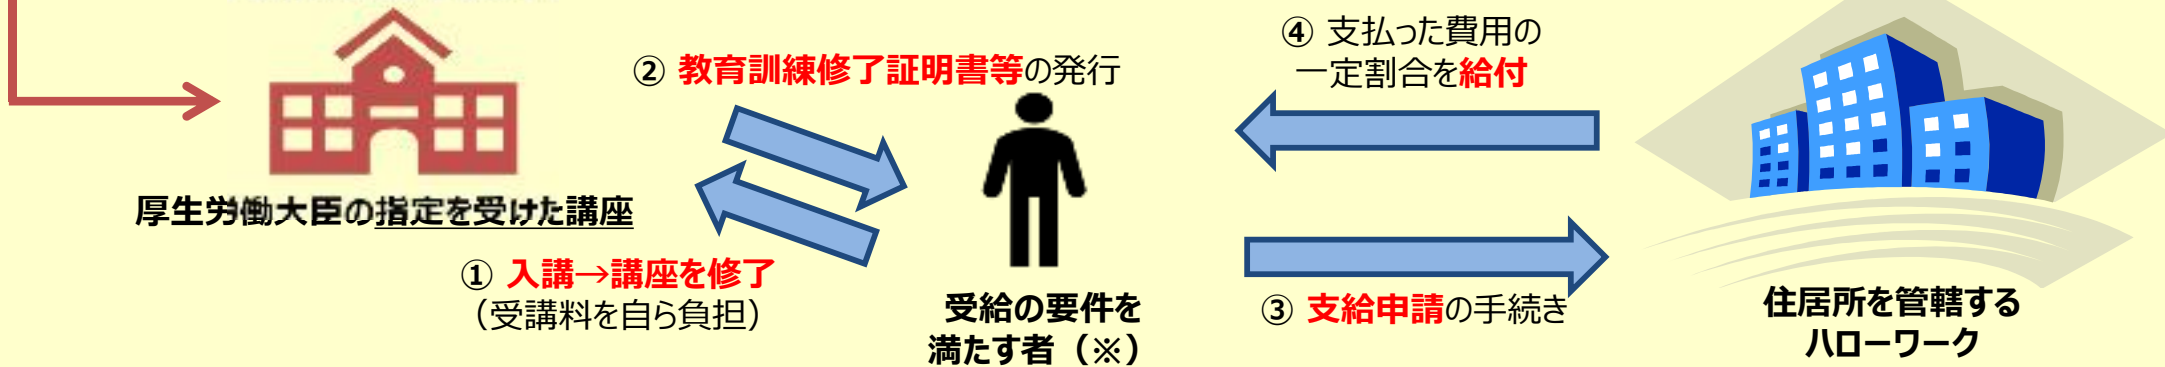 ④ 支払った費用の
一定割合を給付
② 教育訓練修了証明書等の発行
厚生労働大臣の指定を受けた講座
① 入講→講座を修了
（受講料を自ら負担）
受給の要件を
満たす者（※）
③ 支給申請の手続き
住居所を管轄する
ハローワーク